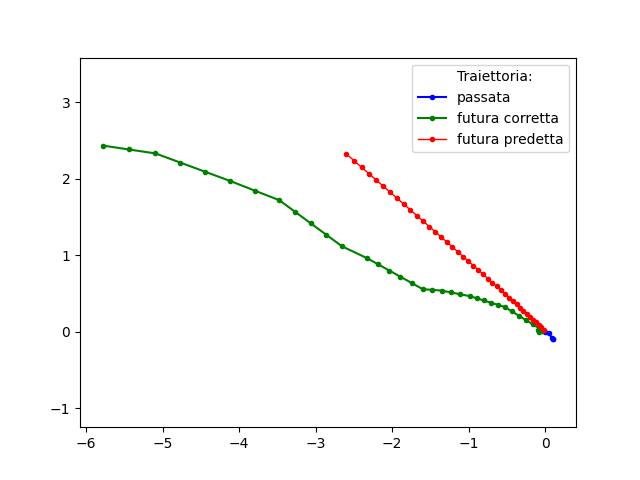 Traiettoria:
passata
futura corretta
futura predetta
3
2
1
0
−1
−6 −5 −4 −3 −2 −1 0